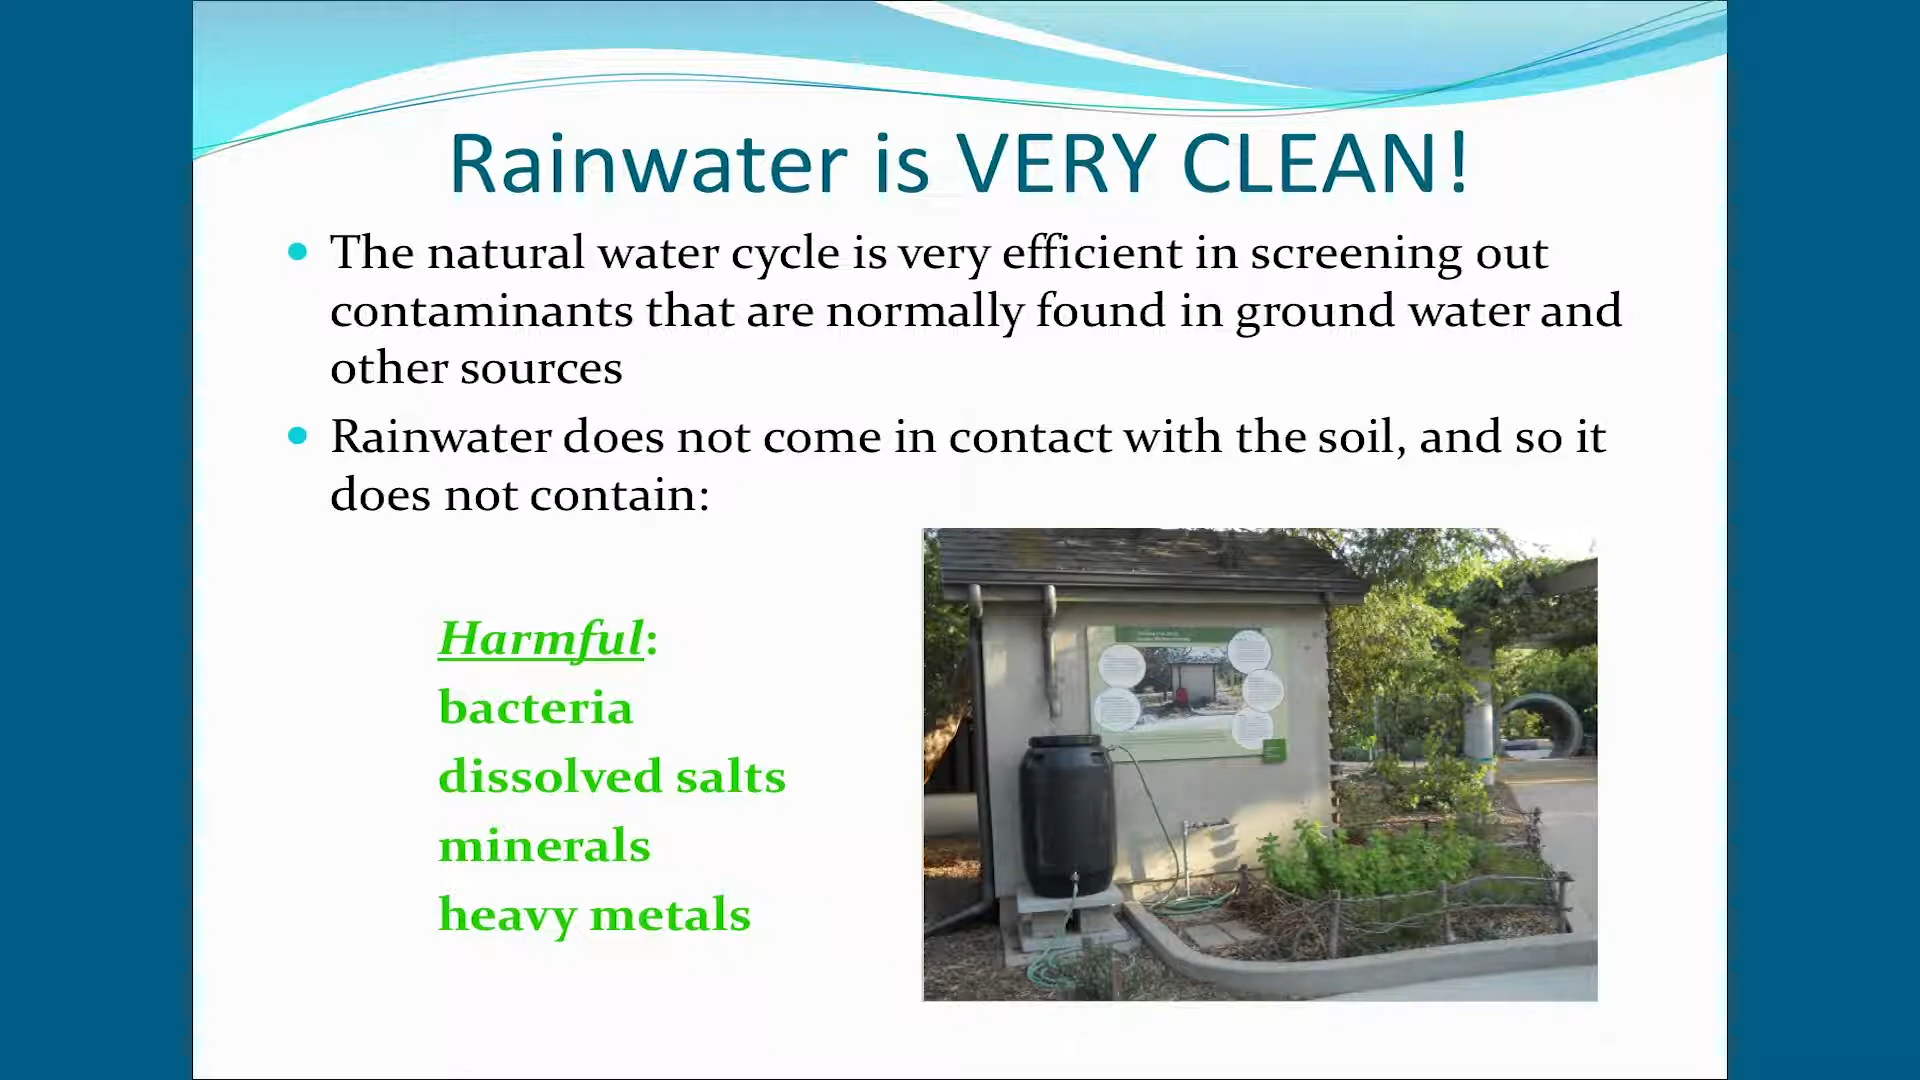 Rainwater is VERY CLEAN!
The natural water cycle is very efficient in screening out
contaminants that are normally found in ground water and
other sources
Rainwater does not come in contact with the soil, and so it
does not contain:
Harmful:
bacteria
dissolved salts
minerals
heavy metals